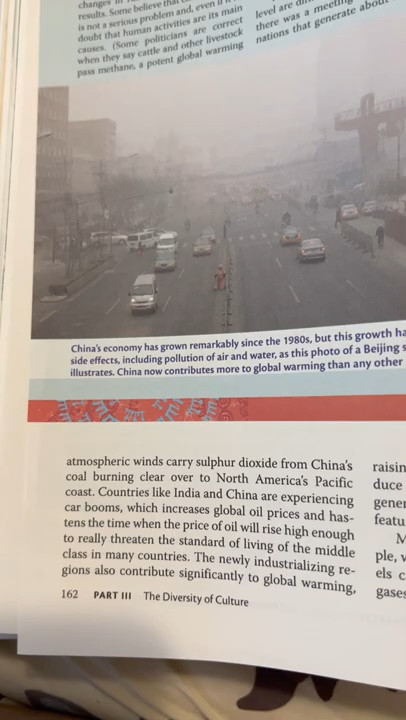 changes in
results. Some believe that
is not a serious problem and, even if it is
doubt that human activities are its main
causes. (Some politicians are correct
when they say cattle and other livestock
pass methane, a potent global warming
level are
there was a meeting
nations that generate about
China's economy has grown remarkably since the 1980s, but this growth ha
side effects, including pollution of air and water, as this photo of a Beijing s
illustrates. China now contributes more to global warming than any other
atmospheric winds carry sulphur dioxide from China's
coal burning clear over to North America's Pacific
coast. Countries like India and China are experiencing
car booms, which increases global oil prices and has-
tens the time when the price of oil will rise high enough
to really threaten the standard of living of the middle
class in many countries. The newly industrializing re-
gions also contribute significantly to global warming,
raisin
duce
gener
featu
M
ple, v
els c
gases
162 PART III The Diversity of Culture